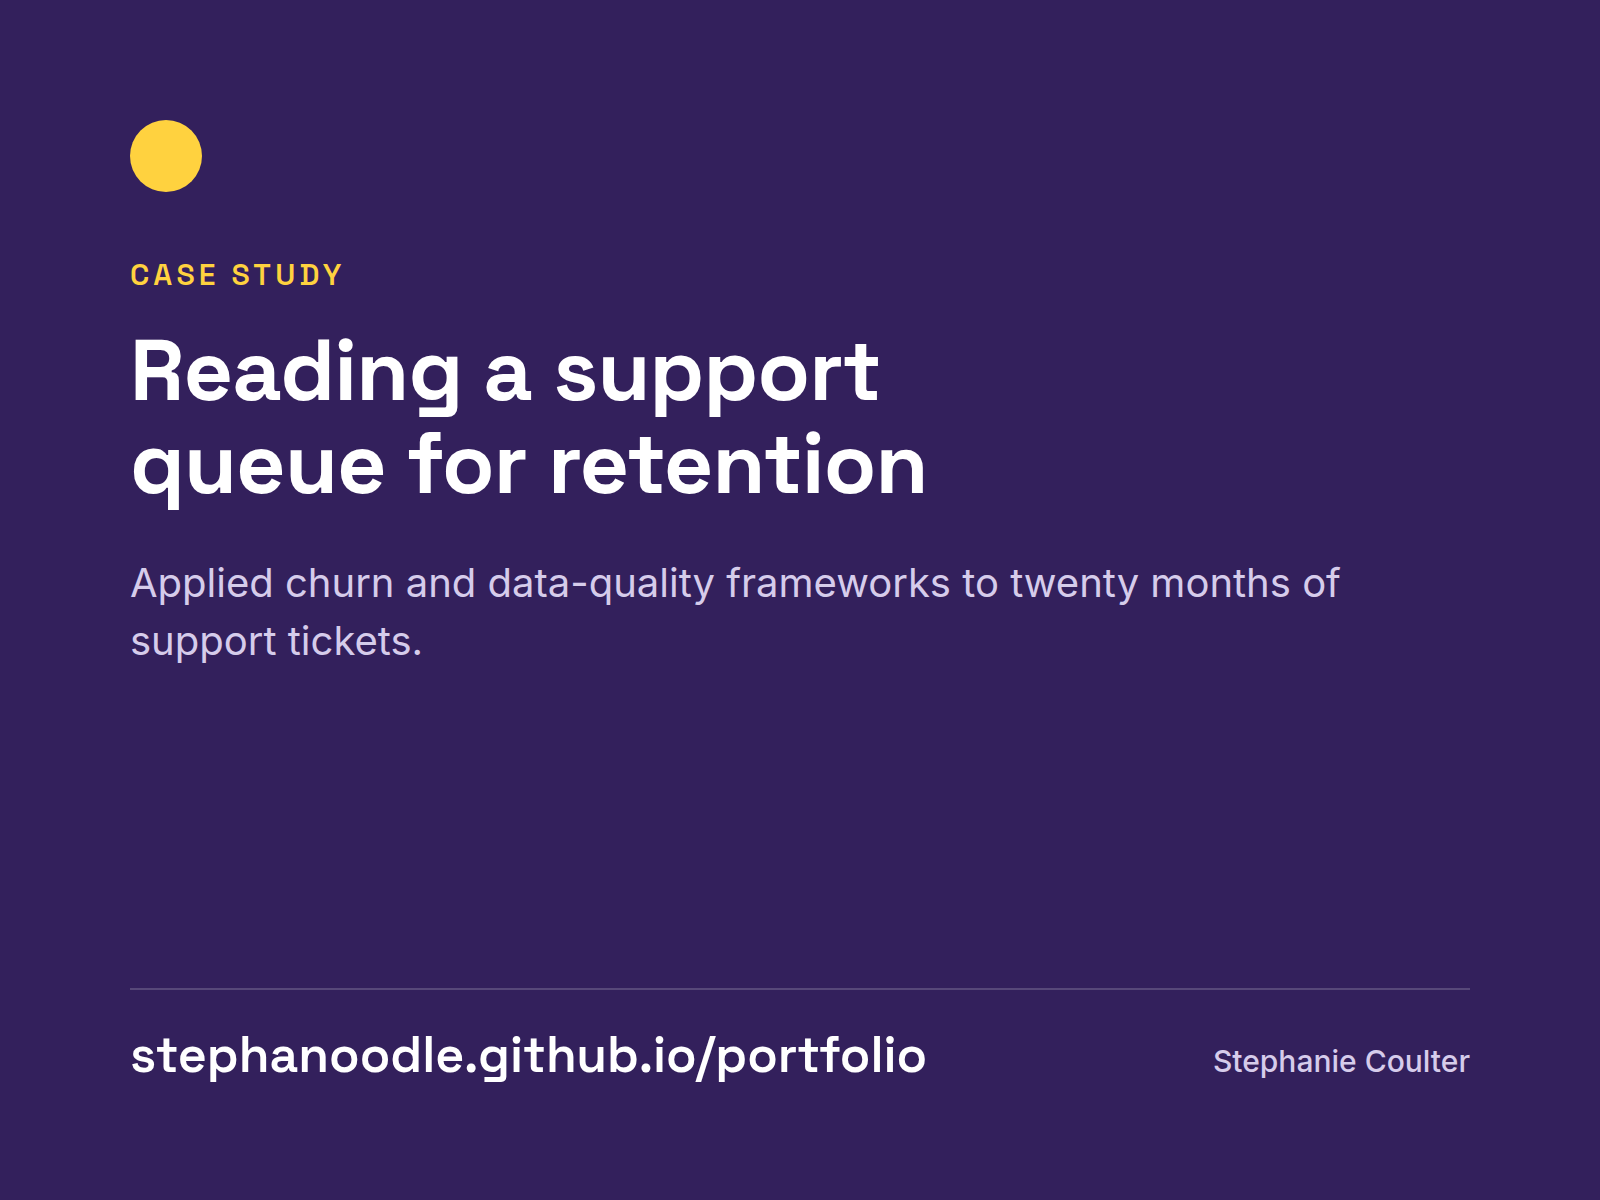 CASE STUDY
Reading a support
queue for retention
Applied churn and data-quality frameworks to twenty months of
support tickets.
stephanoodle.github.io/portfolio
Stephanie Coulter